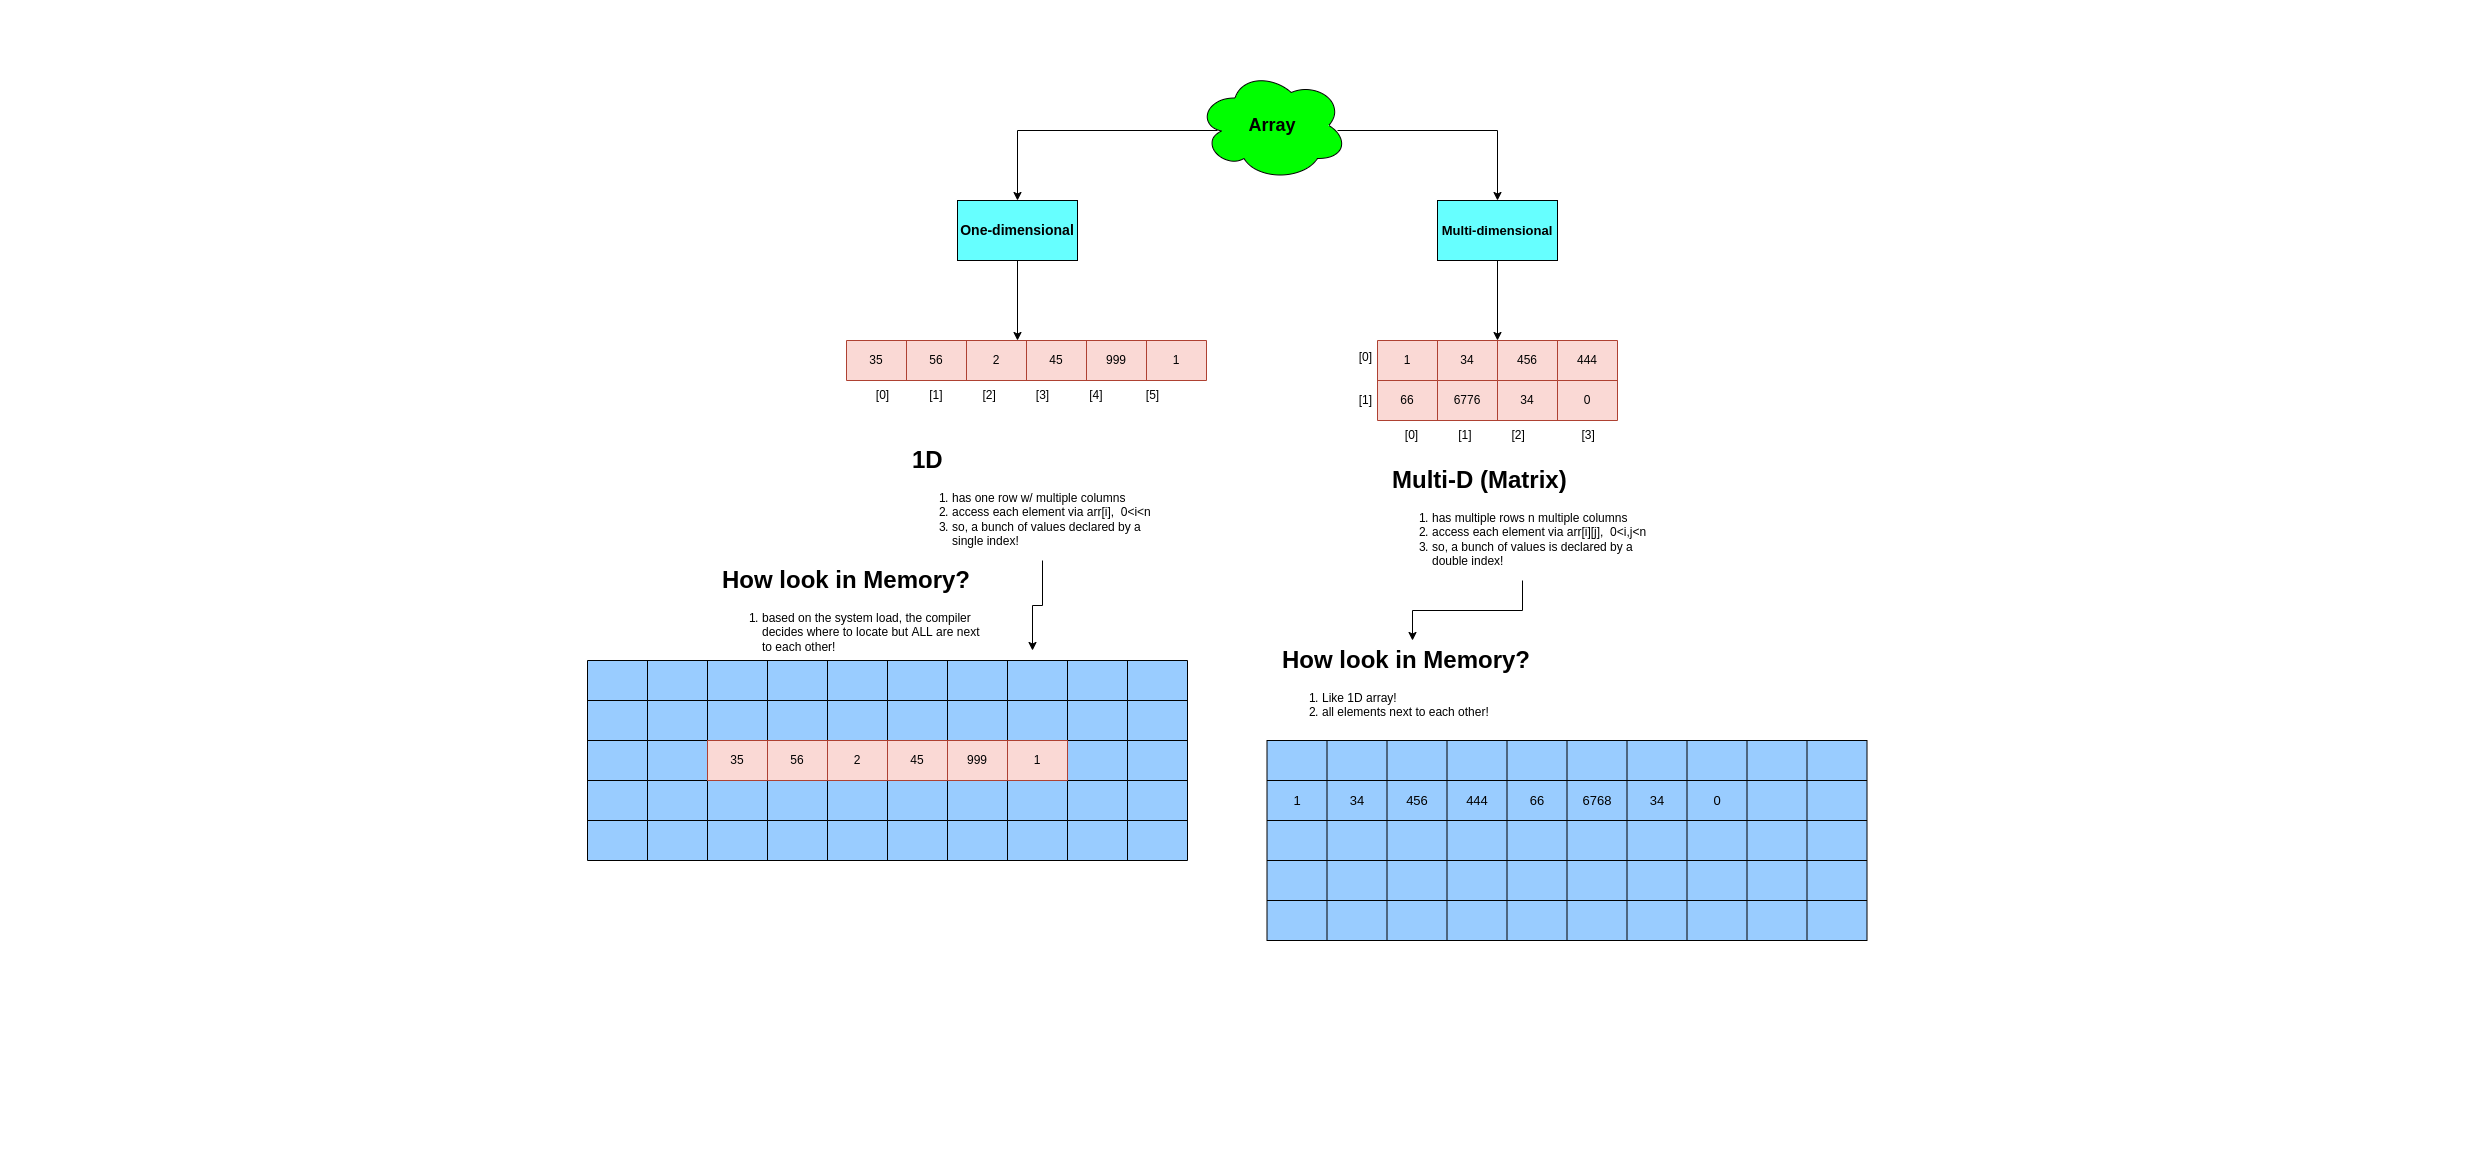 Array
One-dimensional
Multi-dimensional
35 56 2 45 999 1
[0] [1] [2] [3] [4] [5]
[0] 1 34 456 444
[1] 66 6776 34 0
[0] [1] [2] [3]
1D
1. has one row w/ multiple columns
2. access each element via arr[i],  0<i<n
3. so, a bunch of values declared by a
single index!
Multi-D (Matrix)
1. has multiple rows n multiple columns
2. access each element via arr[i][j],  0<i,j<n
3. so, a bunch of values is declared by a
double index!
How look in Memory?
1. based on the system load, the compiler
decides where to locate but ALL are next
to each other!
35 56 2 45 999 1
How look in Memory?
1. Like 1D array!
2. all elements next to each other!
1 34 456 444 66 6768 34 0